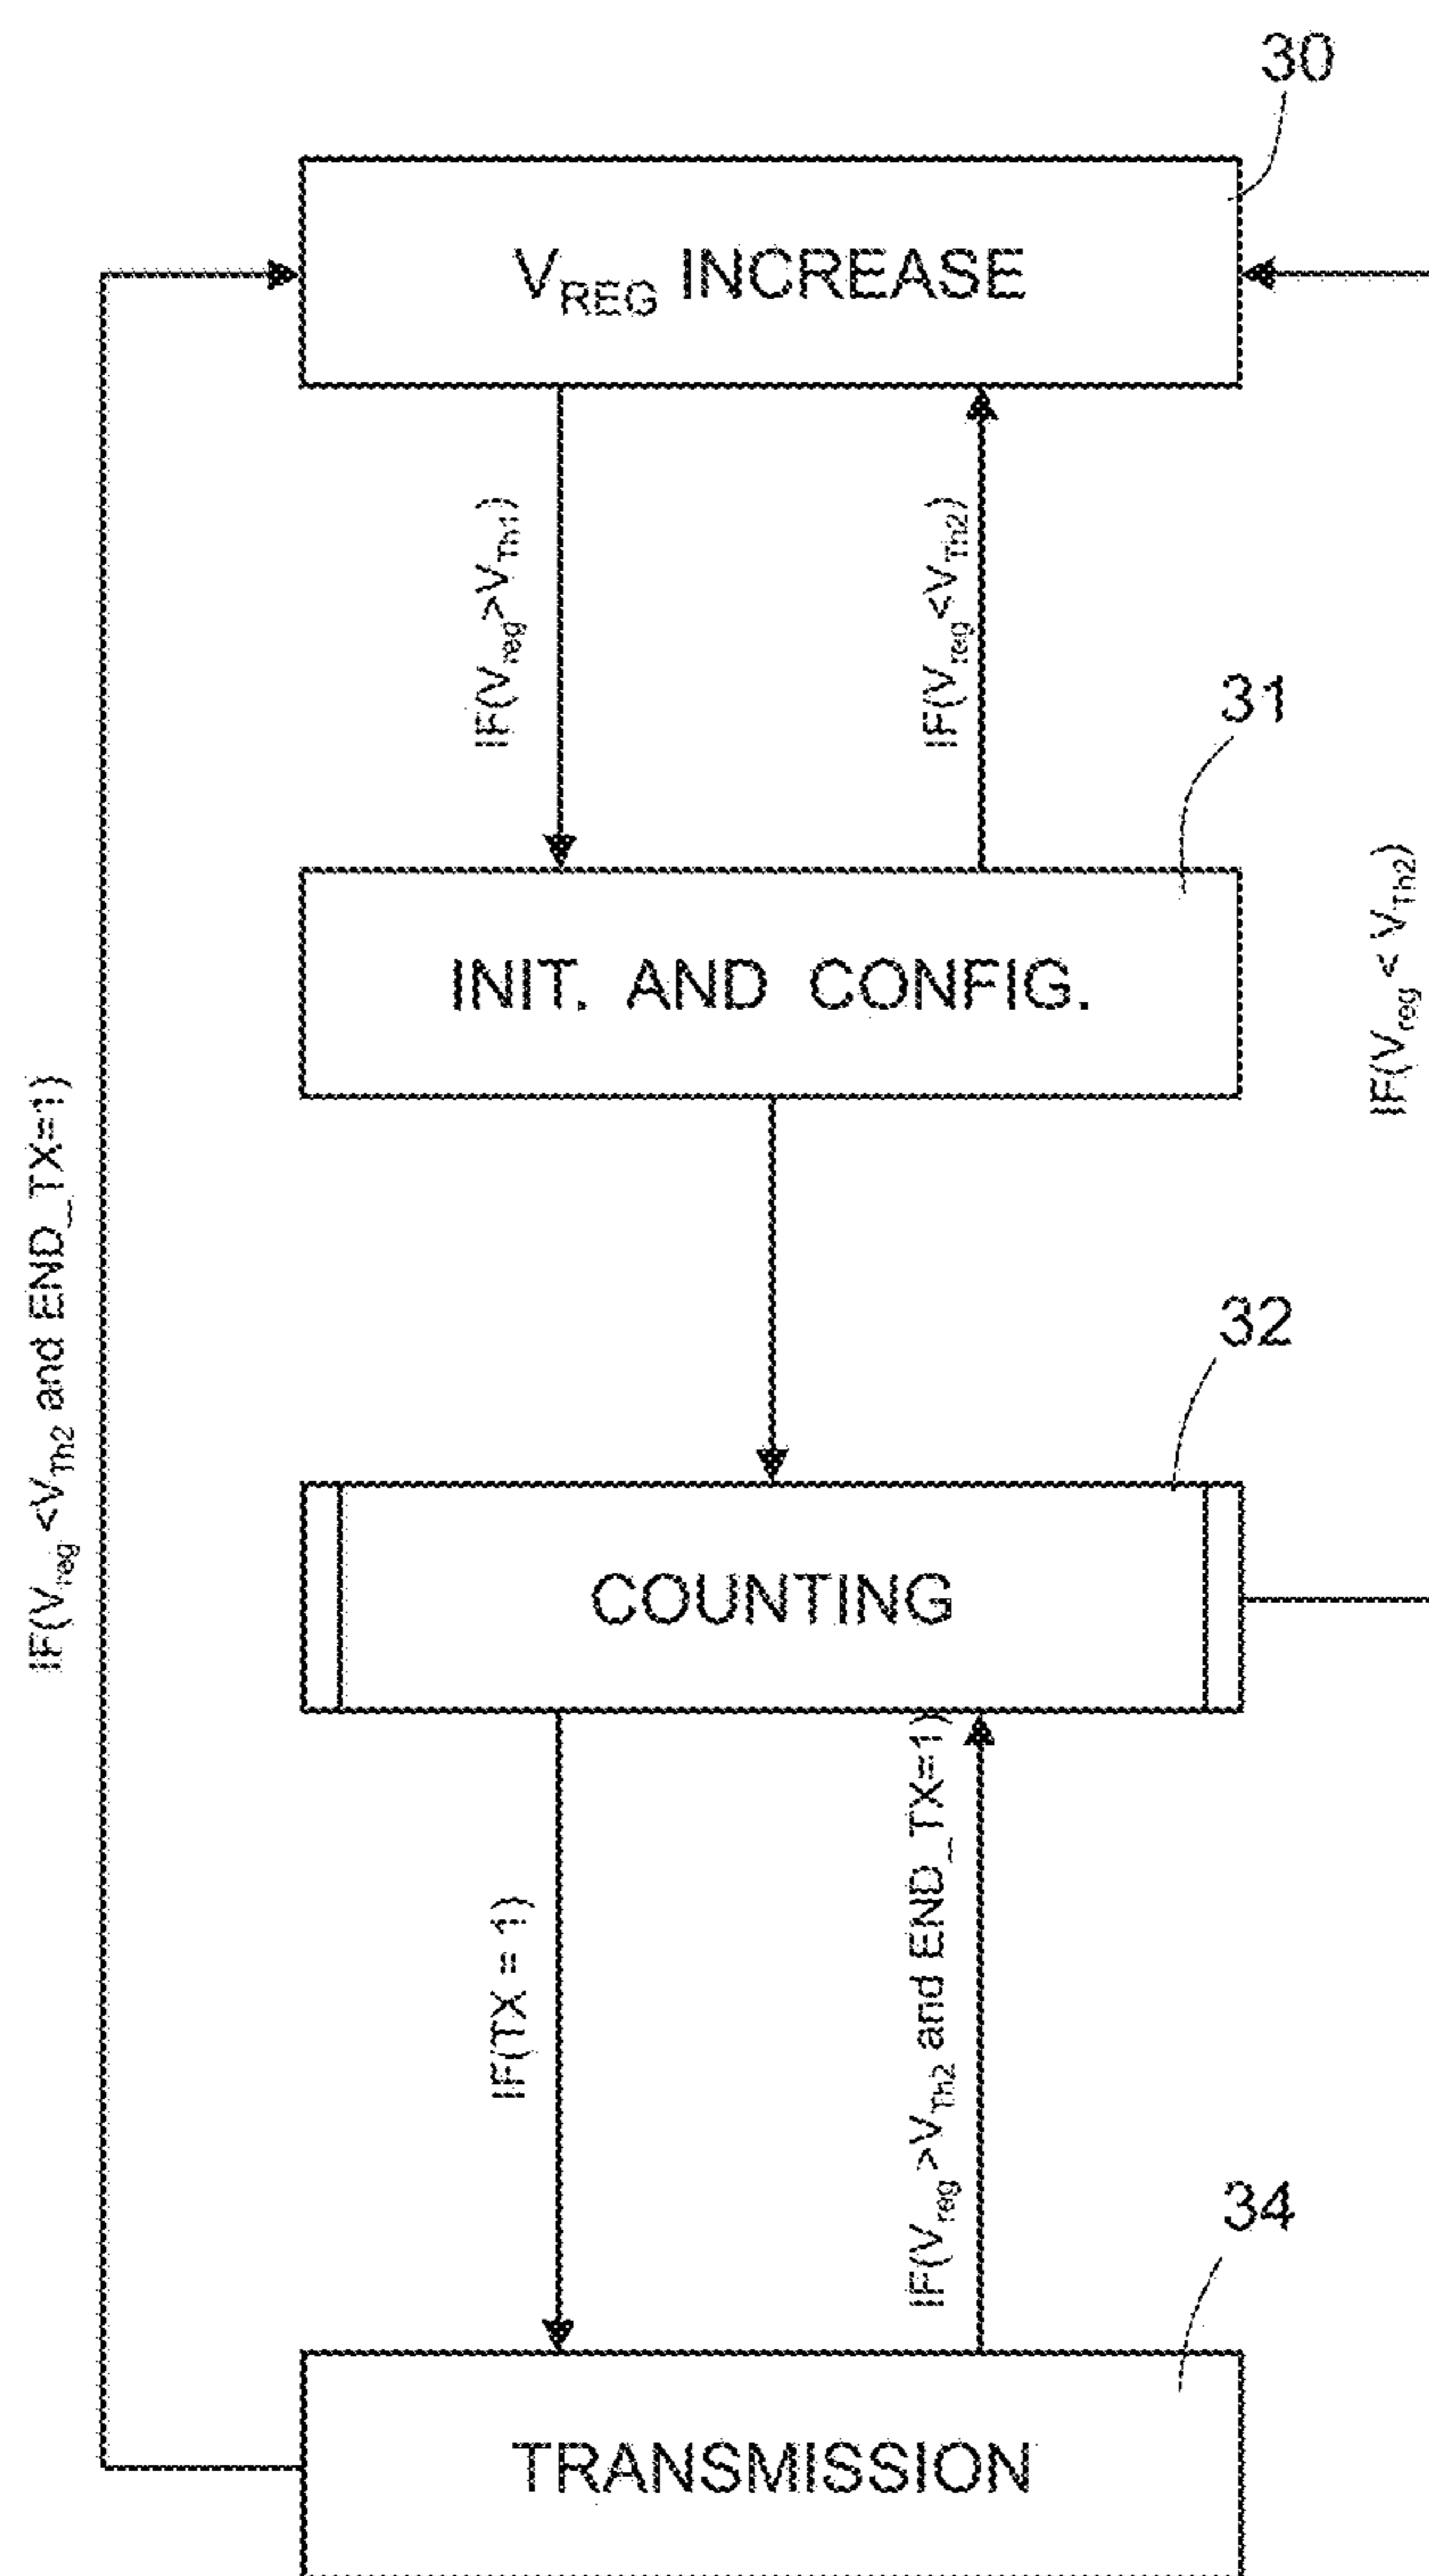 30
V_REG INCREASE
IF(V_reg>V_Th1)
IF(V_reg<V_Th2)
31
INIT. AND CONFIG.
IF(V_reg < V_Th2)
IF(V_reg <V_Th2 and END_TX=1)
32
COUNTING
IF(TX = 1)
IF(V_reg >V_Th2 and END_TX=1)
34
TRANSMISSION